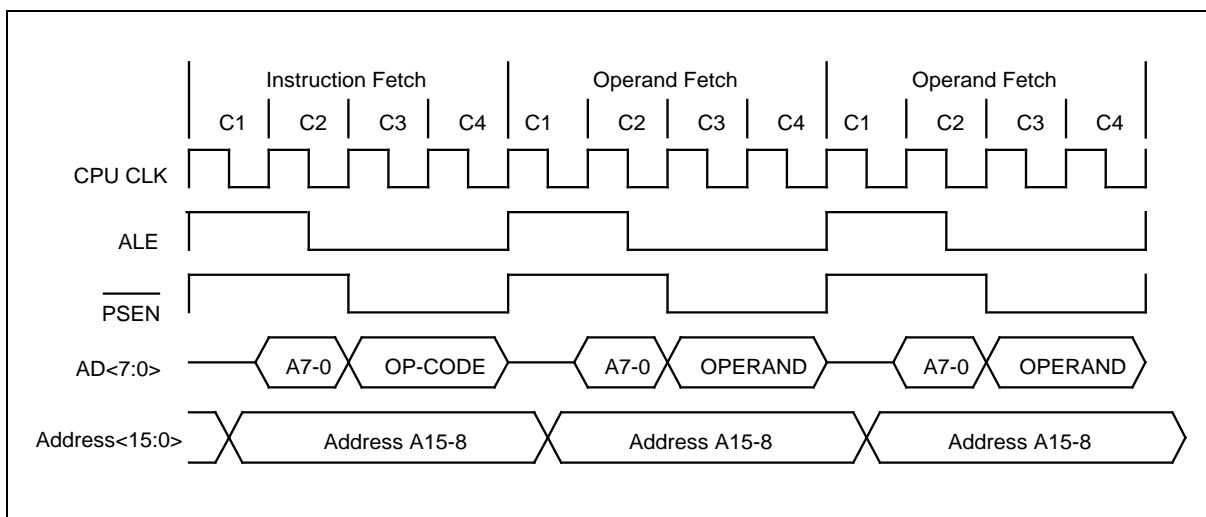 Instruction Fetch Operand Fetch Operand Fetch
C1 C2 C3 C4 C1 C2 C3 C4 C1 C2 C3 C4
CPU CLK
ALE
PSEN
AD<7:0> A7-0 OP-CODE A7-0 OPERAND A7-0 OPERAND
Address<15:0> Address A15-8 Address A15-8 Address A15-8